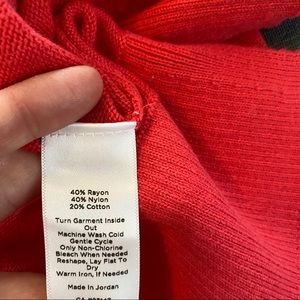 40% Rayon
40% Nylon
20% Cotton
Turn Garment Inside
Out
Machine Wash Cold
Gentle Cycle
Only Non-Chlorine
Bleach When Needed
Reshape, Lay Flat To
Dry
Warm Iron, If Needed
Made in Jordan